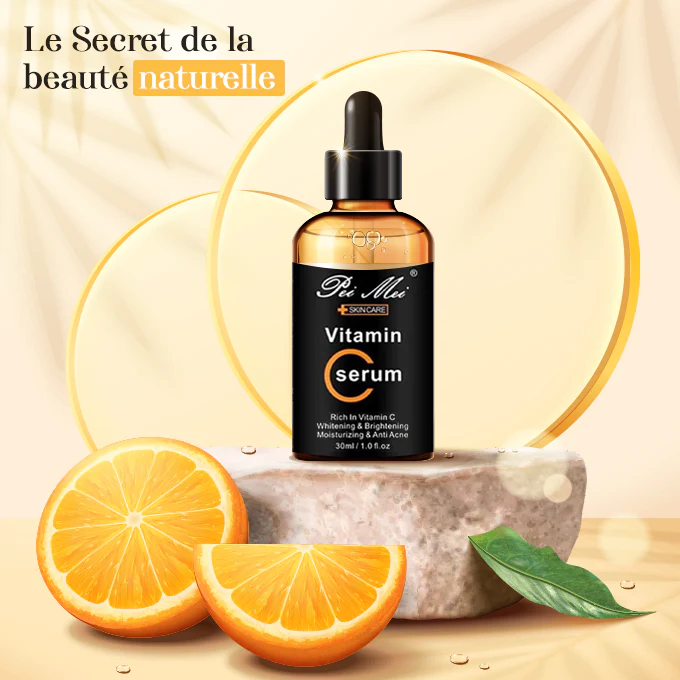 Le Secret de la
beauté naturelle
Pei Mei ®
SKIN CARE
Vitamin
C serum
Rich In Vitamin C
Whitening & Brightening
Moisturizing & Anti Acne
30ml / 1.0 fl.oz